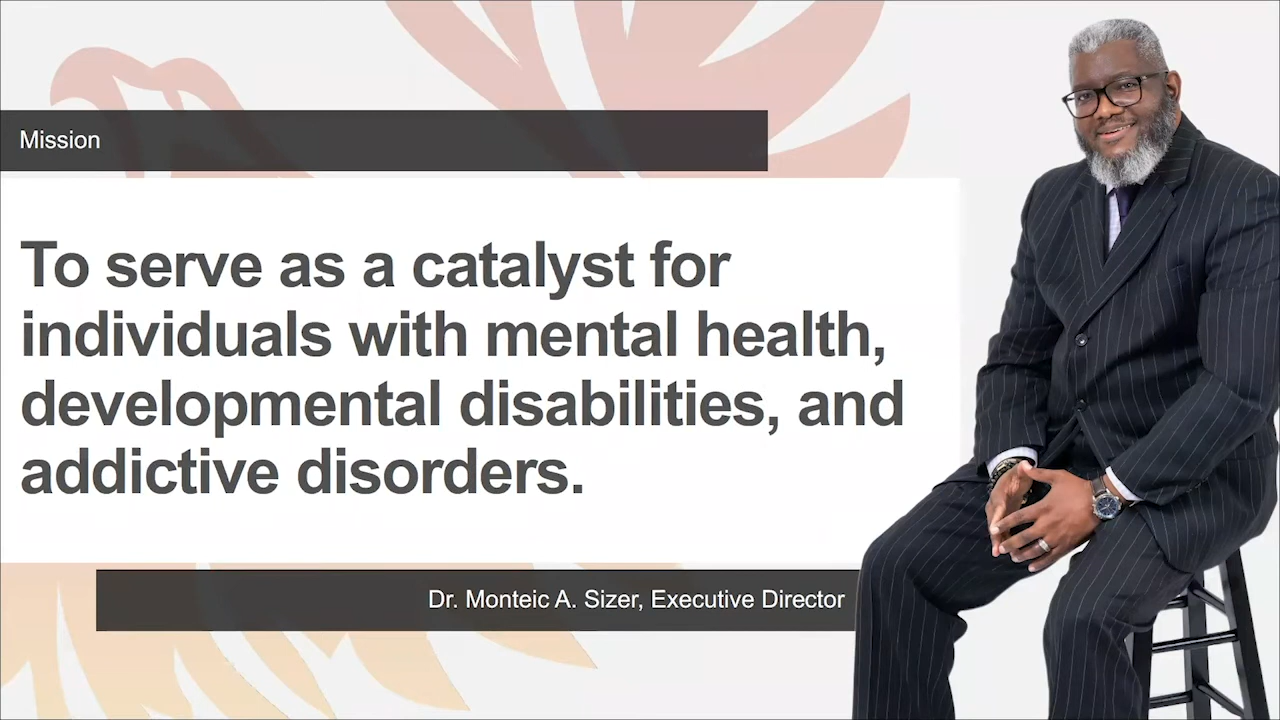 Mission
To serve as a catalyst for
individuals with mental health,
developmental disabilities, and
addictive disorders.
Dr. Monteic A. Sizer, Executive Director